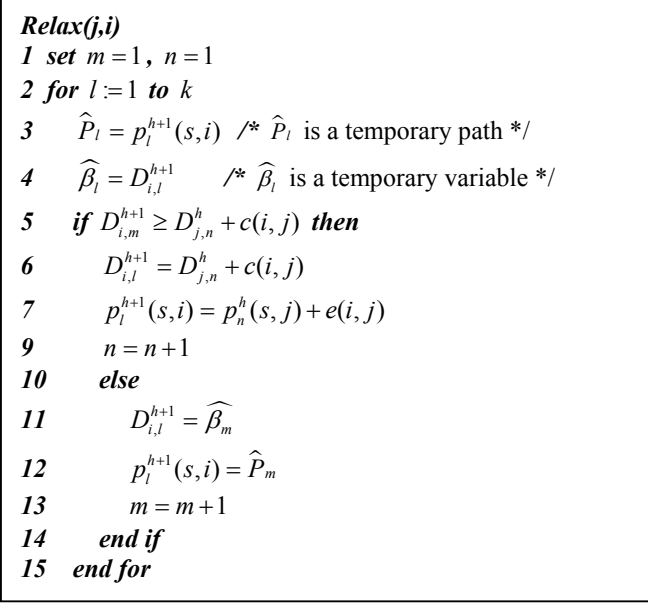 Relax(j,i)
1 set m = 1, n = 1
2 for l := 1 to k
3 P̂_l = p_l^{h+1}(s,i) /* P̂_l is a temporary path */
4 β̂_l = D_{i,l}^{h+1} /* β̂_l is a temporary variable */
5 if D_{i,m}^{h+1} ≥ D_{j,n}^{h} + c(i, j) then
6 D_{i,l}^{h+1} = D_{j,n}^{h} + c(i, j)
7 p_l^{h+1}(s,i) = p_n^{h}(s, j) + e(i, j)
9 n = n + 1
10 else
11 D_{i,l}^{h+1} = β̂_m
12 p_l^{h+1}(s,i) = P̂_m
13 m = m + 1
14 end if
15 end for